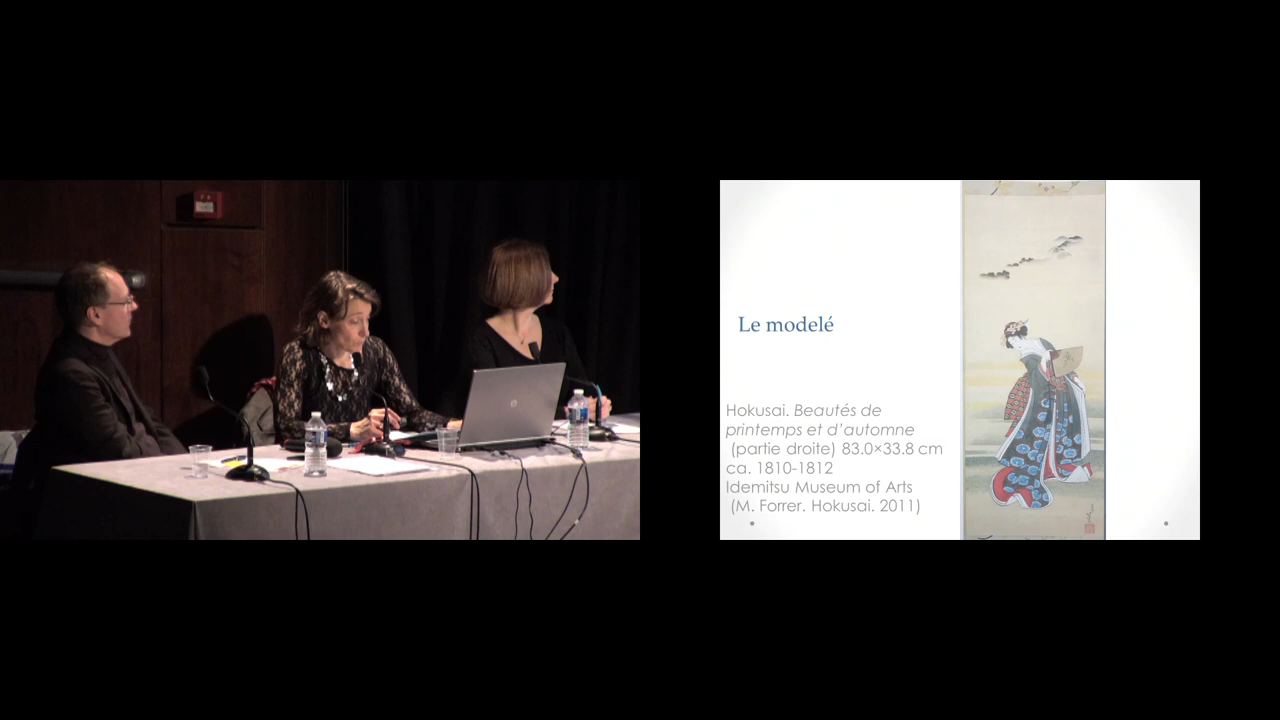 Le modelé
Hokusai. Beautés de
printemps et d’automne
(partie droite) 83.0×33.8 cm
ca. 1810-1812
Idemitsu Museum of Arts
(M. Forrer. Hokusai. 2011)